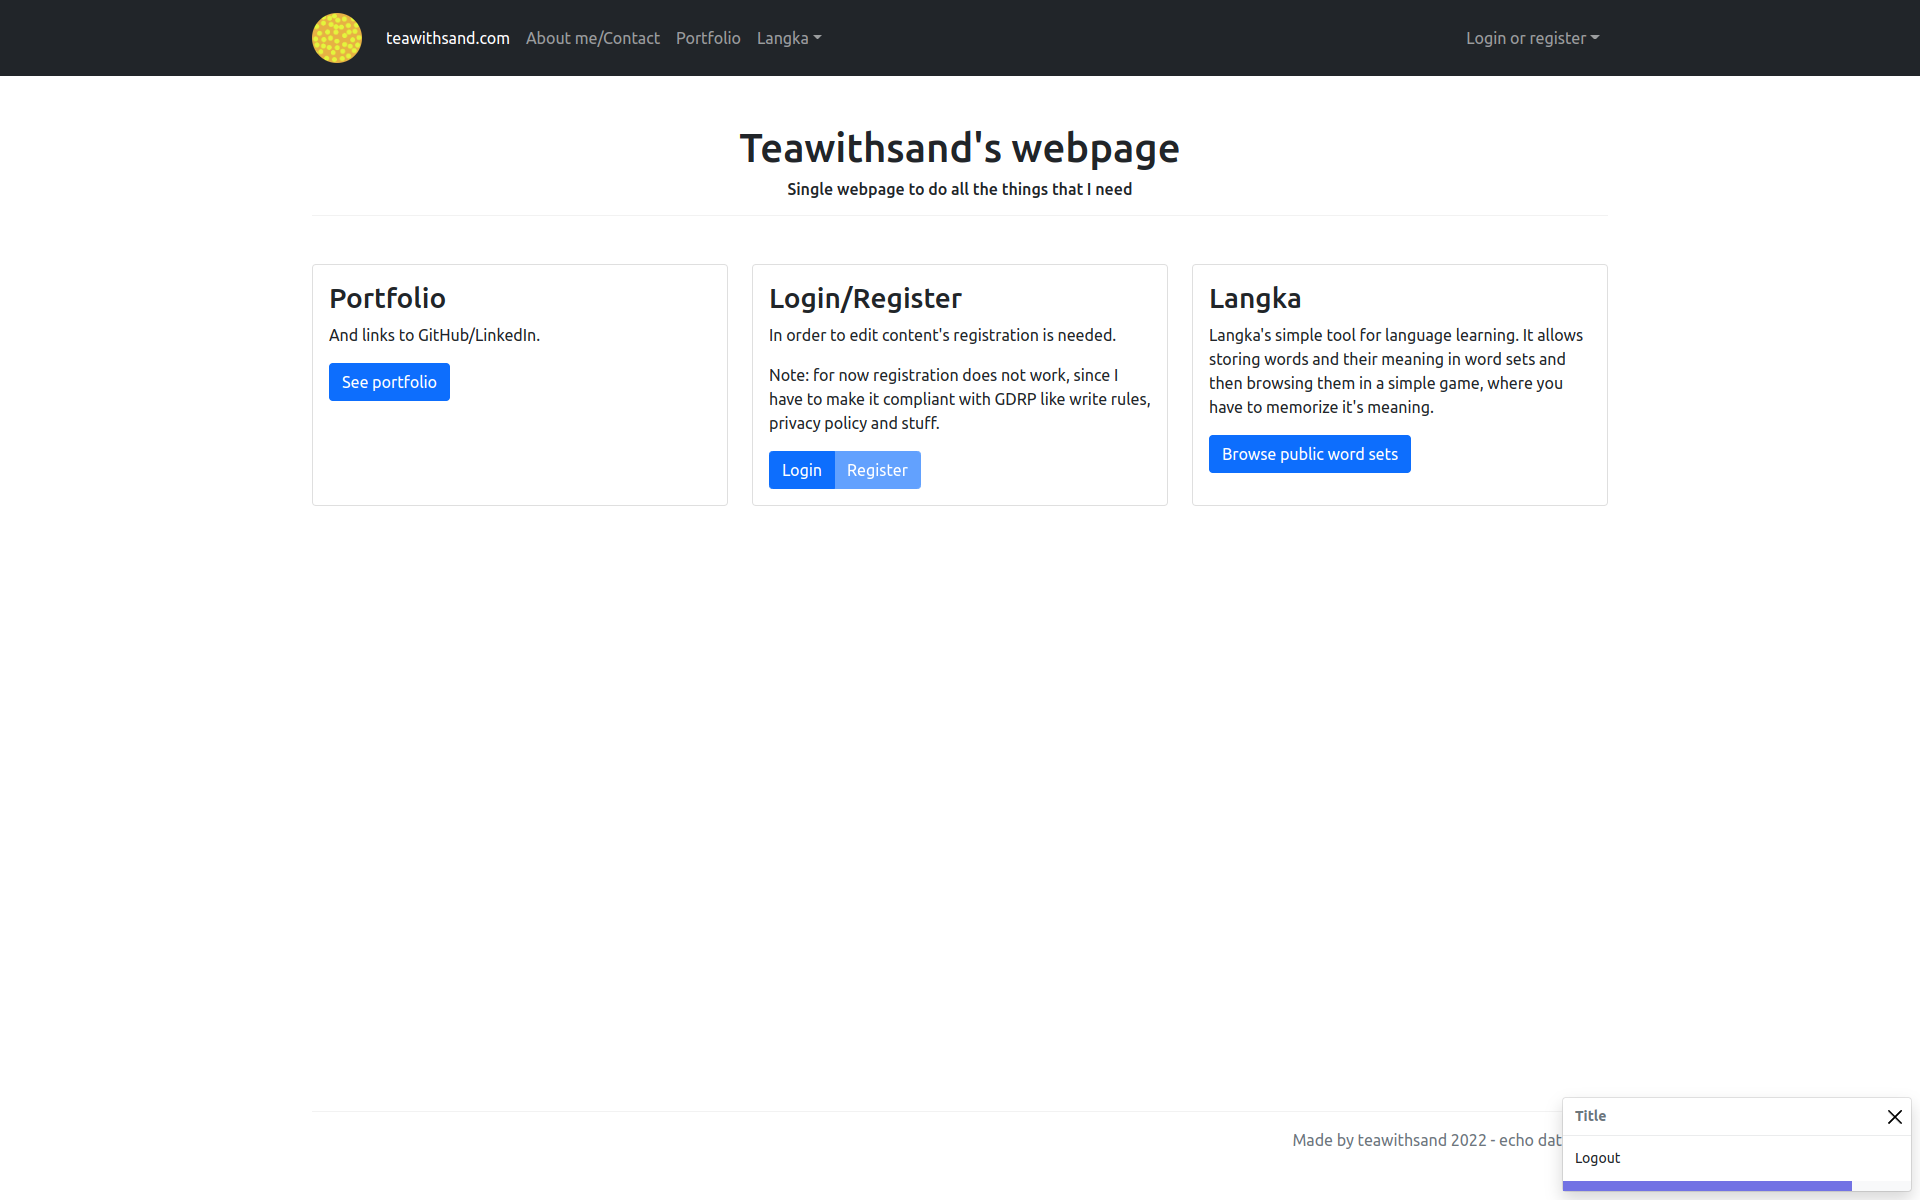 teawithsand.com About me/Contact Portfolio Langka Login or register
Teawithsand's webpage
Single webpage to do all the things that I need
Portfolio
And links to GitHub/LinkedIn.
See portfolio
Login/Register
In order to edit content's registration is needed.
Note: for now registration does not work, since I
have to make it compliant with GDRP like write rules,
privacy policy and stuff.
Login Register
Langka
Langka's simple tool for language learning. It allows
storing words and their meaning in word sets and
then browsing them in a simple game, where you
have to memorize it's meaning.
Browse public word sets
Made by teawithsand 2022 - echo dat
Title
Logout